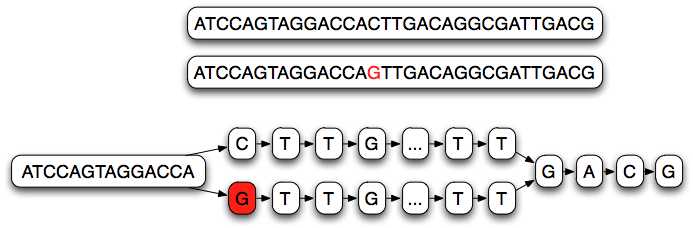 ATCCAGTAGGACCACTTGACAGGCGATTGACG
ATCCAGTAGGACCAGTTGACAGGCGATTGACG
C T T G ... T T
ATCCAGTAGGACCA G A C G
G T T G ... T T